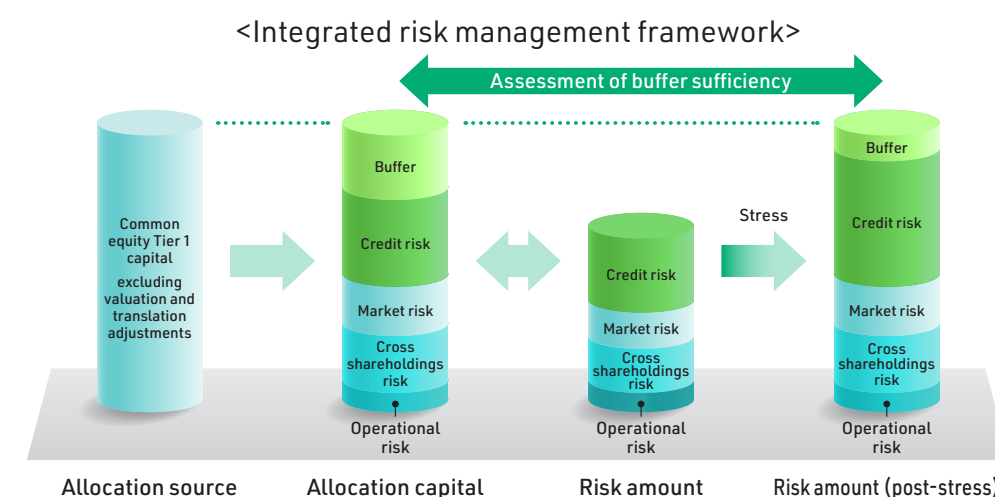 <Integrated risk management framework>
Assessment of buffer sufficiency
Common
equity Tier 1
capital
excluding
valuation and
translation
adjustments
Buffer
Credit risk
Market risk
Cross
shareholdings
risk
Operational
risk
Credit risk
Market risk
Cross
shareholdings
risk
Operational
risk
Stress
Buffer
Credit risk
Market risk
Cross
shareholdings
risk
Operational
risk
Allocation source
Allocation capital
Risk amount
Risk amount (post-stress)